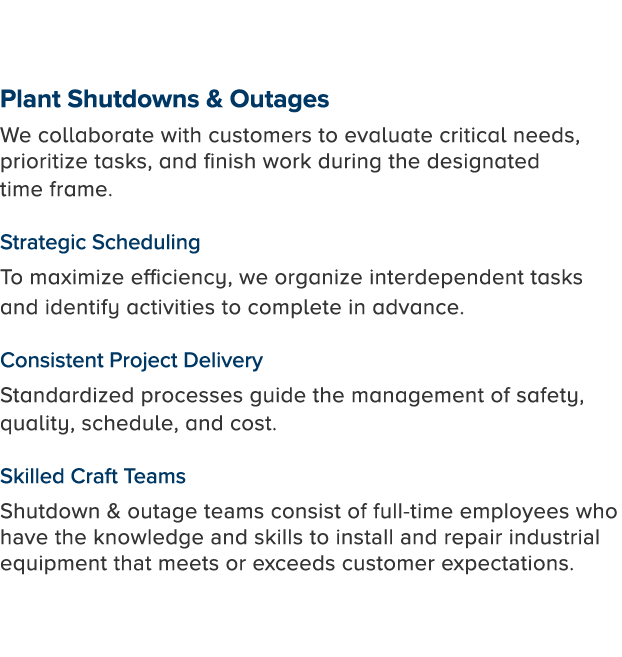 Plant Shutdowns & Outages
We collaborate with customers to evaluate critical needs,
prioritize tasks, and finish work during the designated
time frame.
Strategic Scheduling
To maximize efficiency, we organize interdependent tasks
and identify activities to complete in advance.
Consistent Project Delivery
Standardized processes guide the management of safety,
quality, schedule, and cost.
Skilled Craft Teams
Shutdown & outage teams consist of full-time employees who
have the knowledge and skills to install and repair industrial
equipment that meets or exceeds customer expectations.